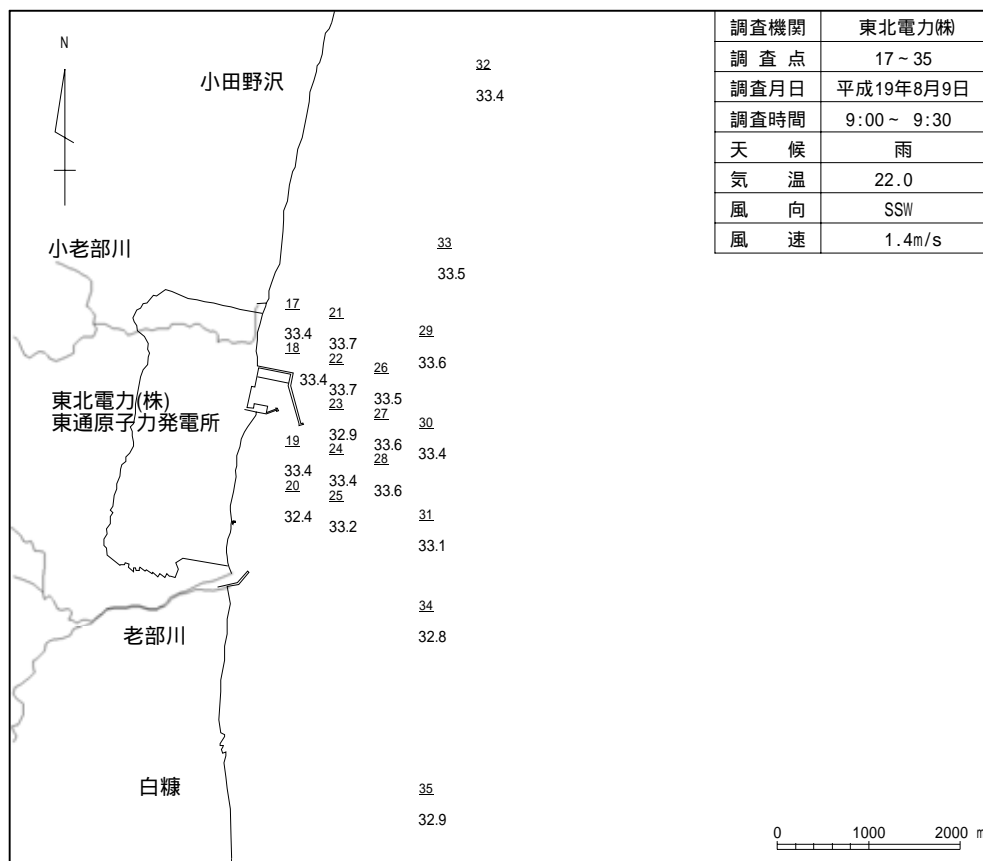 調査機関 東北電力㈱
調査点 17～35
調査月日 平成19年8月9日
調査時間 9:00～ 9:30
天候 雨
気温 22.0
風向 SSW
風速 1.4m/s
N
小田野沢
32
33.4
小老部川
33
33.5
17
33.4
21
33.7
29
33.6
18
33.4
22
33.7
26
33.5
東北電力(株)
東通原子力発電所
23
32.9
27
33.6
30
33.4
19
33.4
24
33.4
28
33.6
20
32.4
25
33.2
31
33.1
34
32.8
老部川
白糠
35
32.9
0 1000 2000 m